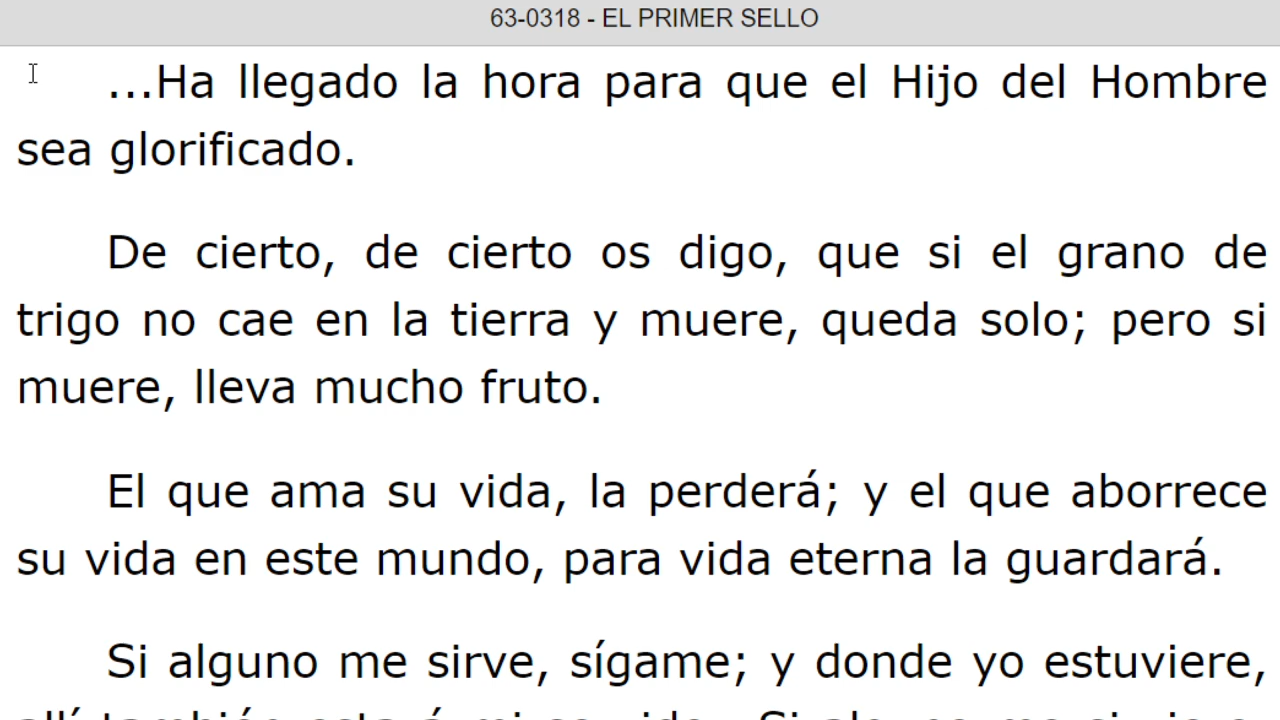 63-0318 - EL PRIMER SELLO
...Ha llegado la hora para que el Hijo del Hombre
sea glorificado.
De cierto, de cierto os digo, que si el grano de
trigo no cae en la tierra y muere, queda solo; pero si
muere, lleva mucho fruto.
El que ama su vida, la perderá; y el que aborrece
su vida en este mundo, para vida eterna la guardará.
Si alguno me sirve, sígame; y donde yo estuviere,
allí también